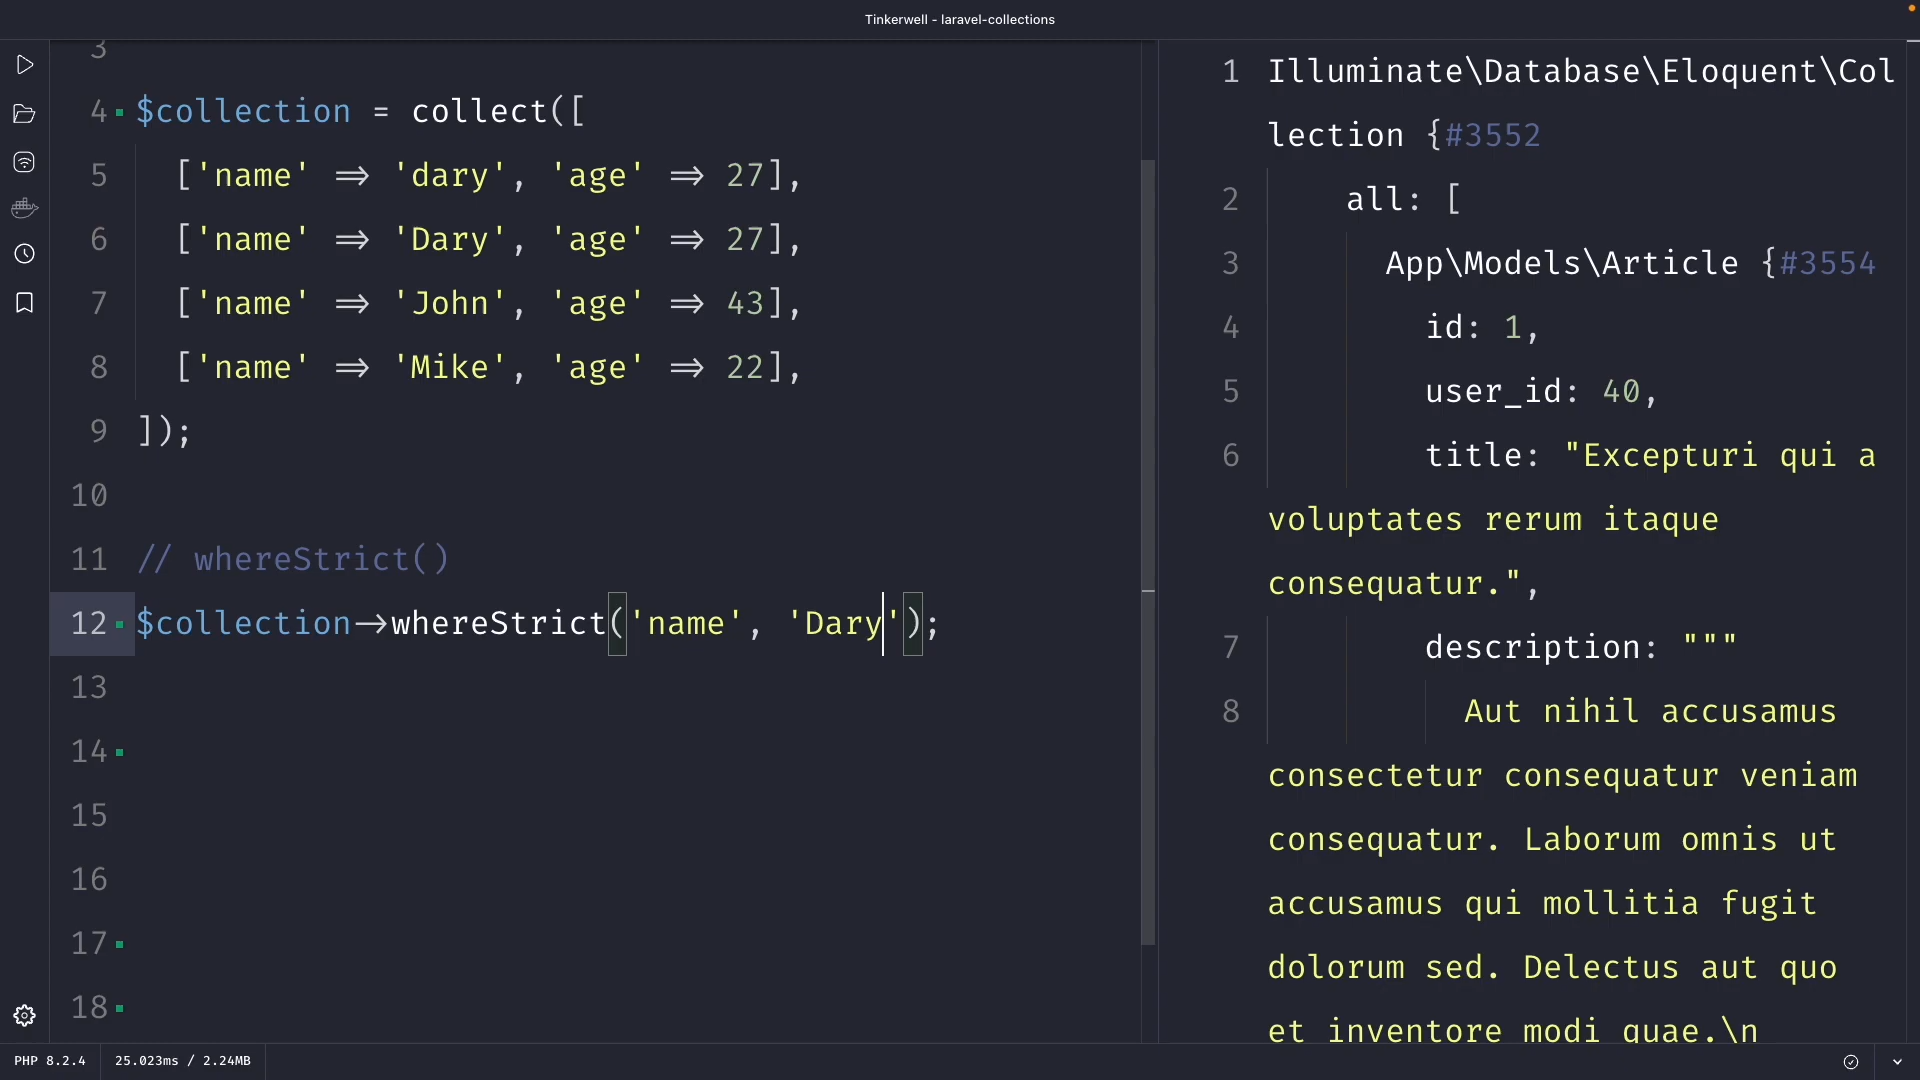 Tinkerwell - laravel-collections
3
4 $collection = collect([
5 ['name' => 'dary', 'age' => 27],
6 ['name' => 'Dary', 'age' => 27],
7 ['name' => 'John', 'age' => 43],
8 ['name' => 'Mike', 'age' => 22],
9 ]);
10
11 // whereStrict()
12 $collection->whereStrict('name', 'Dary');
13
14
15
16
17
18
1 Illuminate\Database\Eloquent\Col
lection {#3552
2 all: [
3 App\Models\Article {#3554
4 id: 1,
5 user_id: 40,
6 title: "Excepturi qui a
voluptates rerum itaque
consequatur.",
7 description: """
8 Aut nihil accusamus
consectetur consequatur veniam
consequatur. Laborum omnis ut
accusamus qui mollitia fugit
dolorum sed. Delectus aut quo
et inventore modi quae.\n
PHP 8.2.4 25.023ms / 2.24MB